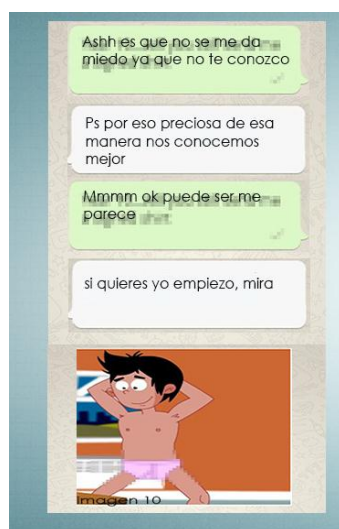 Ashh es que no se me da
miedo ya que no te conozco
Ps por eso preciosa de esa
manera nos conocemos
mejor
Mmmm ok puede ser me
parece
si quieres yo empiezo, mira
Imagen 10